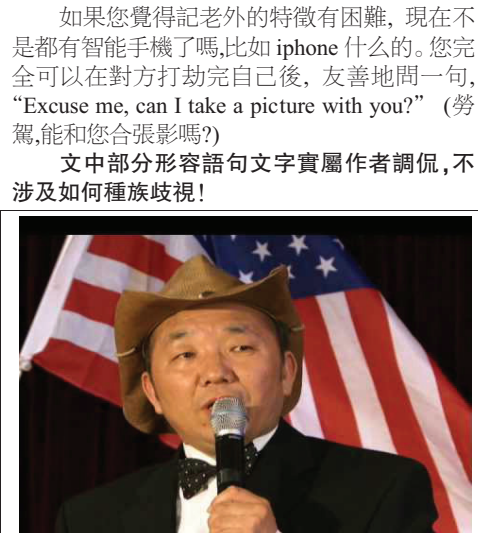 如果您覺得記老外的特徵有困難, 現在不
是都有智能手機了嗎,比如 iphone 什么的。您完
全可以在對方打劫完自己後, 友善地問一句,
“Excuse me, can I take a picture with you?” (勞
駕,能和您合張影嗎?)
文中部分形容語句文字實屬作者調侃,不
涉及如何種族歧視!